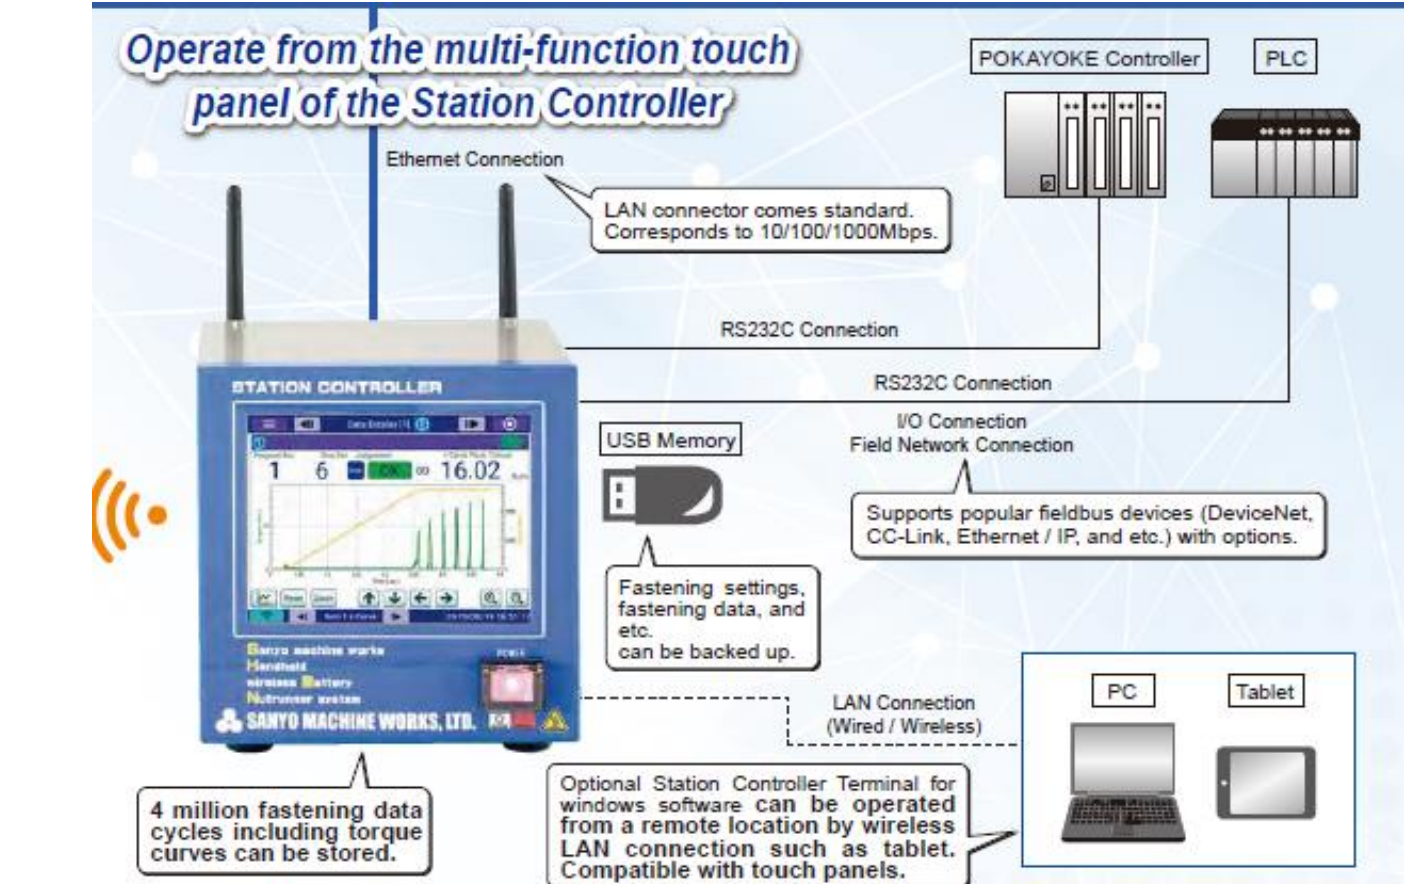 Operate from the multi-function touch
panel of the Station Controller
POKAYOKE Controller
PLC
Ethernet Connection
LAN connector comes standard.
Corresponds to 10/100/1000Mbps.
RS232C Connection
RS232C Connection
I/O Connection
Field Network Connection
Supports popular fieldbus devices (DeviceNet,
CC-Link, Ethernet / IP, and etc.) with options.
STATION CONTROLLER
1 6 OK 16.02
USB Memory
Fastening settings,
fastening data, and
etc.
can be backed up.
POWER
Sanyo machine works
Handheld
wireless Battery
Nutrunner system
SANYO MACHINE WORKS, LTD.
LAN Connection
(Wired / Wireless)
PC
Tablet
4 million fastening data
cycles including torque
curves can be stored.
Optional Station Controller Terminal for
windows software can be operated
from a remote location by wireless
LAN connection such as tablet.
Compatible with touch panels.